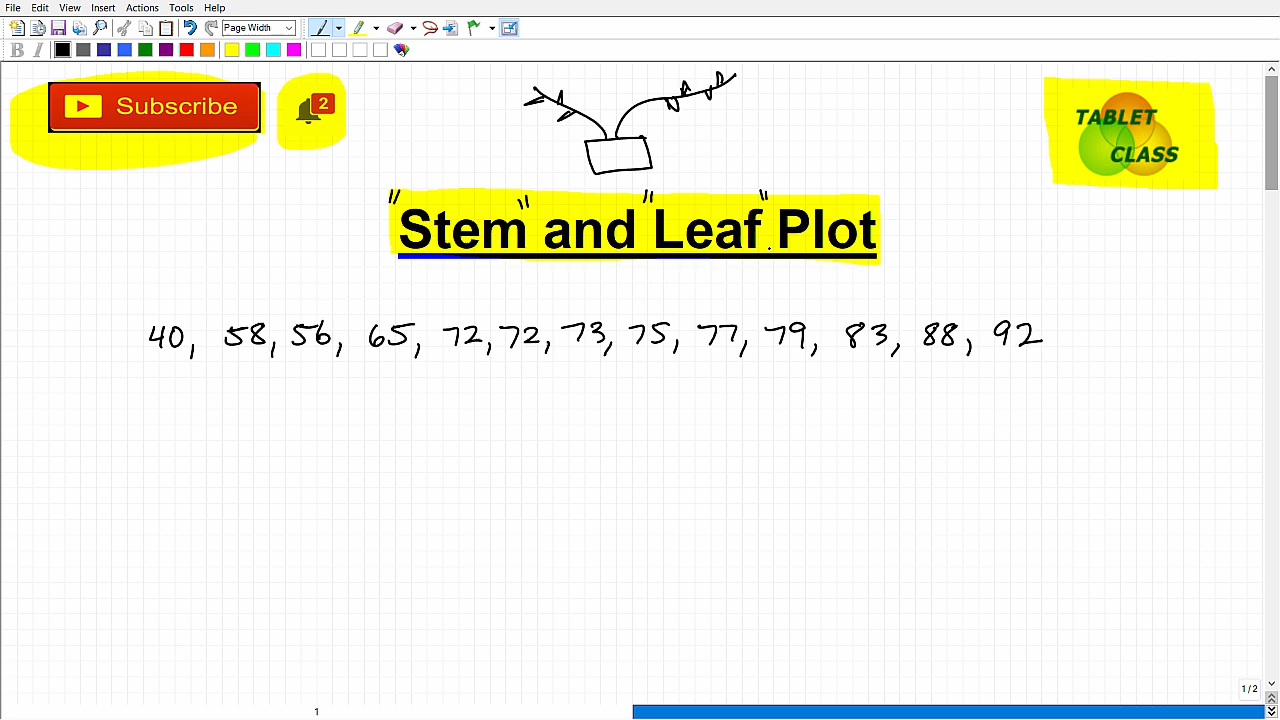 File Edit View Insert Actions Tools Help
Page Width
B I
Subscribe
2
TABLET
CLASS
"Stem" and "Leaf" Plot
40, 58, 56, 65, 72, 72, 73, 75, 77, 79, 83, 88, 92
1/2
1